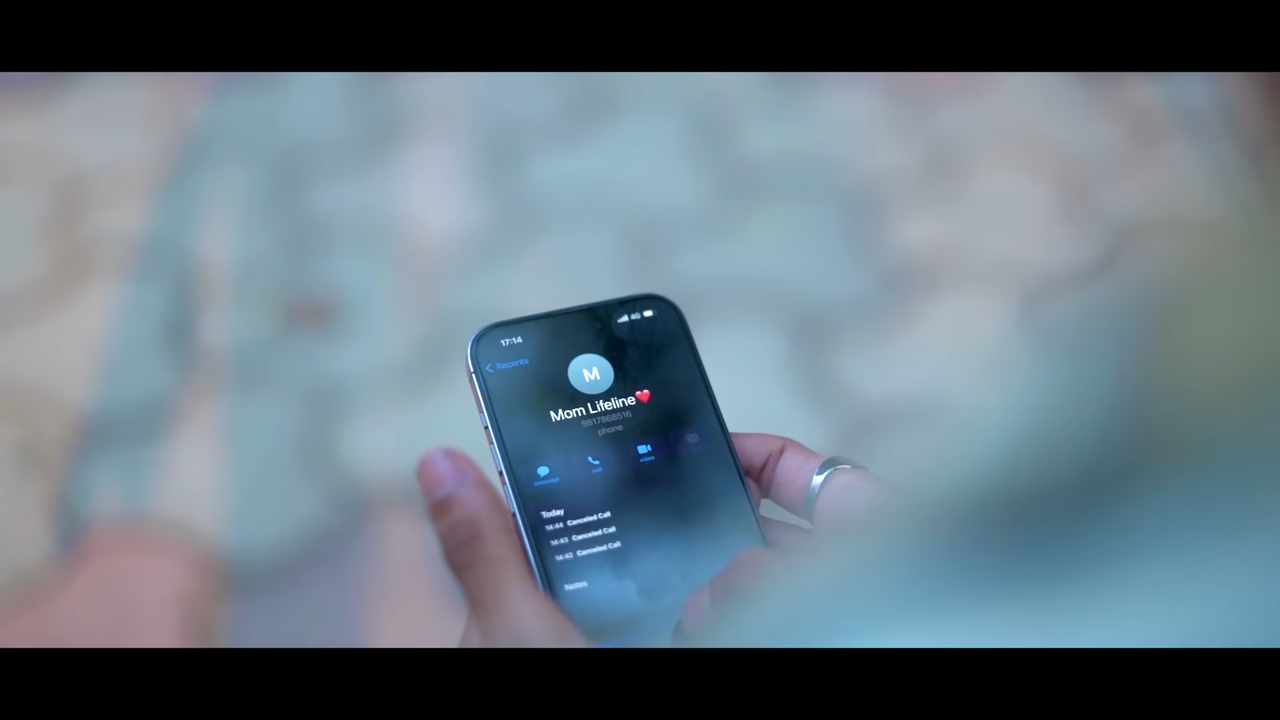 17:14
4G
Recents
M
Mom Lifeline❤️
9817868516
phone
message
call
video
Today
14:44 Canceled Call
14:43 Canceled Call
14:42 Canceled Call
Notes